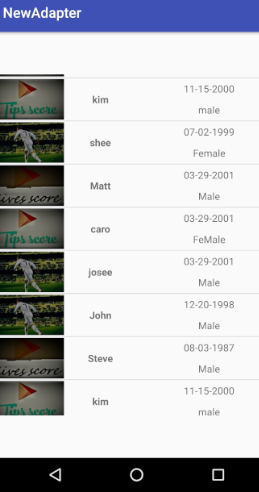 NewAdapter
11-15-2000
kim
Tips score
male
07-02-1999
shee
Female
03-29-2001
Matt
ives score
Male
03-29-2001
caro
Tips score
FeMale
03-29-2001
josee
Male
12-20-1998
John
Male
08-03-1987
Steve
ives score
Male
11-15-2000
kim
Tips score
male